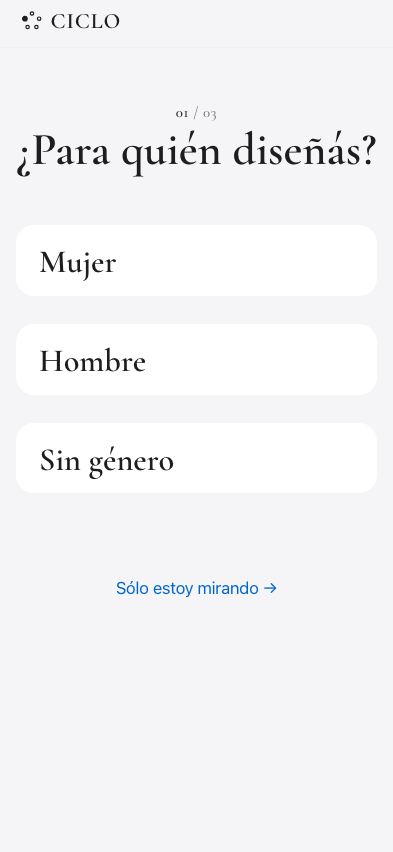 CICLO
01 / 03
¿Para quién diseñás?
Mujer
Hombre
Sin género
Sólo estoy mirando →